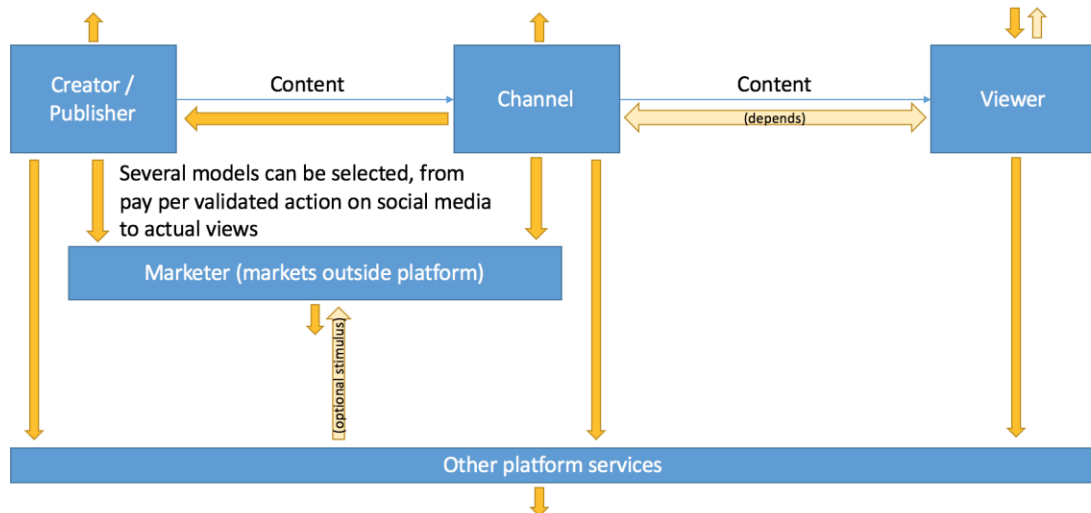 Creator /
Publisher
Content
Channel
Content
Viewer
(depends)
Several models can be selected, from
pay per validated action on social media
to actual views
Marketer (markets outside platform)
(optional stimulus)
Other platform services